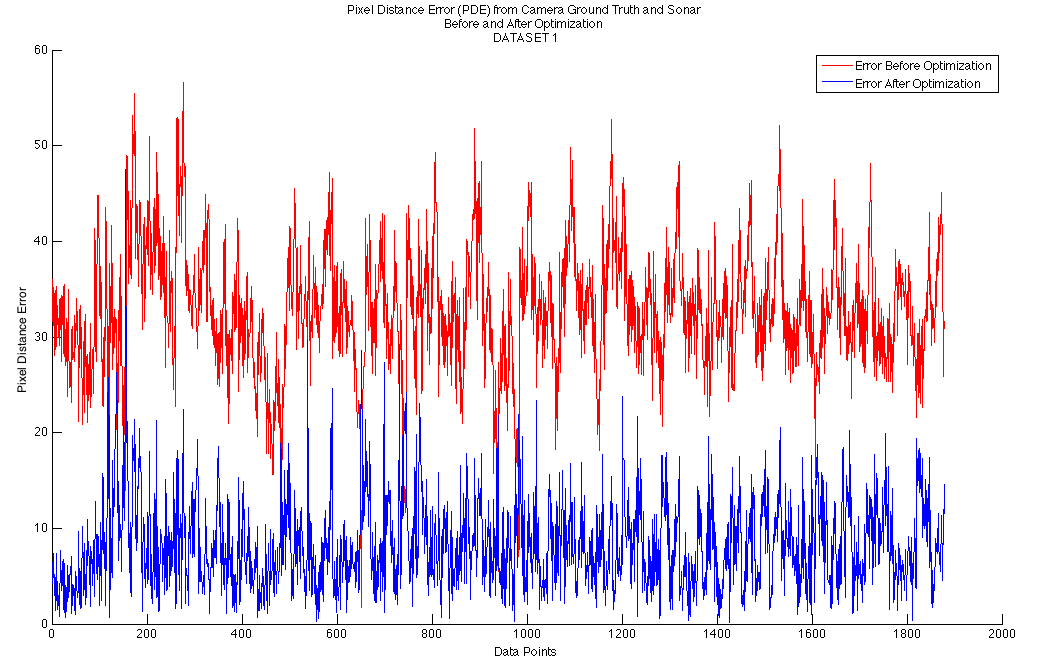 Pixel Distance Error (PDE) from Camera Ground Truth and Sonar
Before and After Optimization
DATASET 1
Error Before Optimization
Error After Optimization
60
50
40
30
20
10
0
Pixel Distance Error
0 200 400 600 800 1000 1200 1400 1600 1800 2000
Data Points